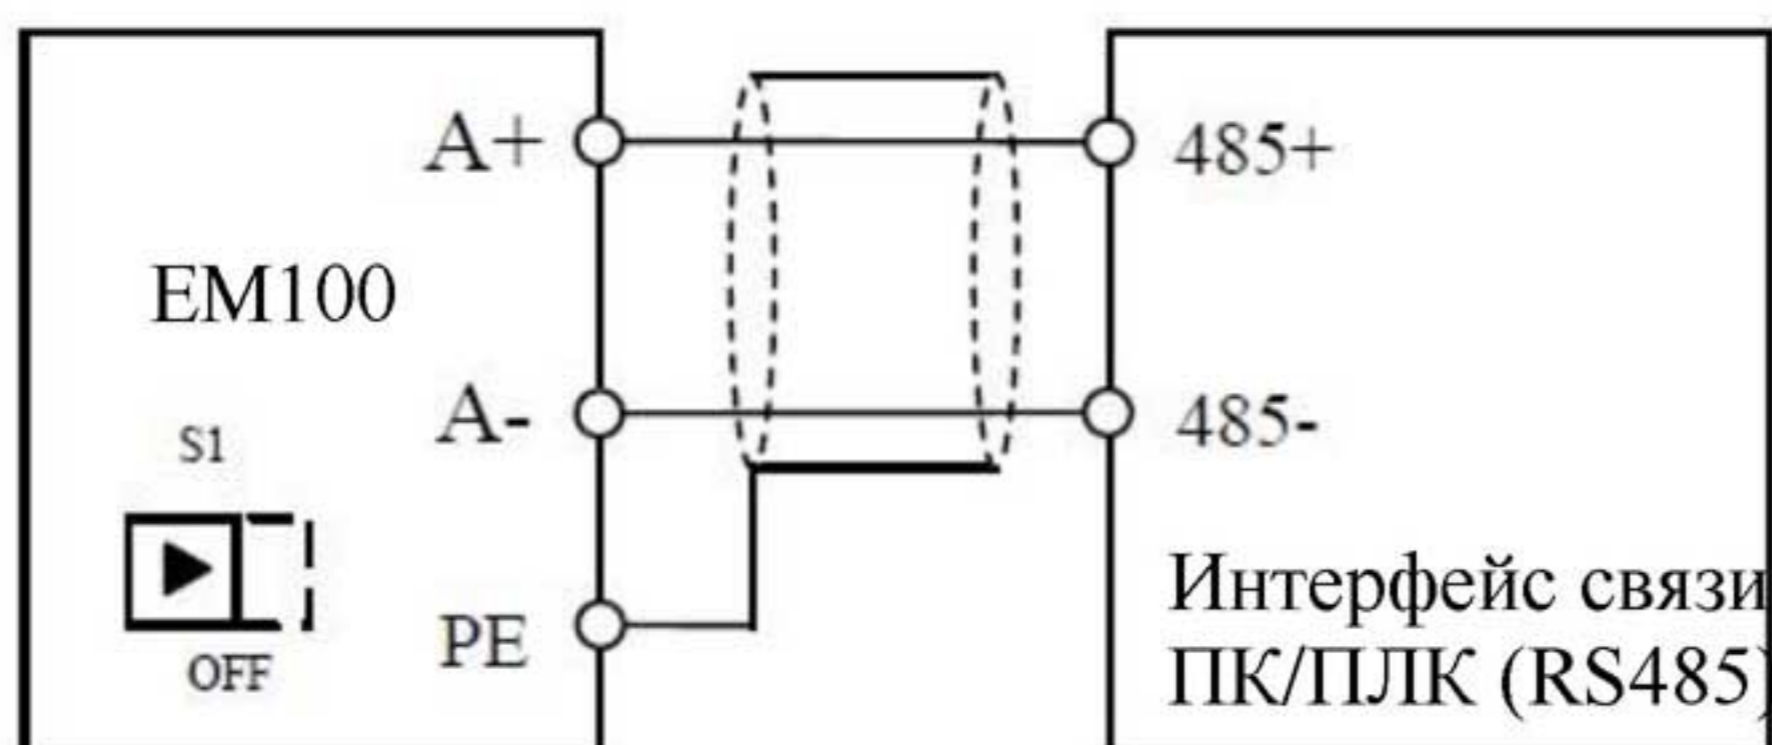 A+
485+
EM100
A-
485-
S1
OFF
PE
Интерфейс связи
ПК/ПЛК (RS485)